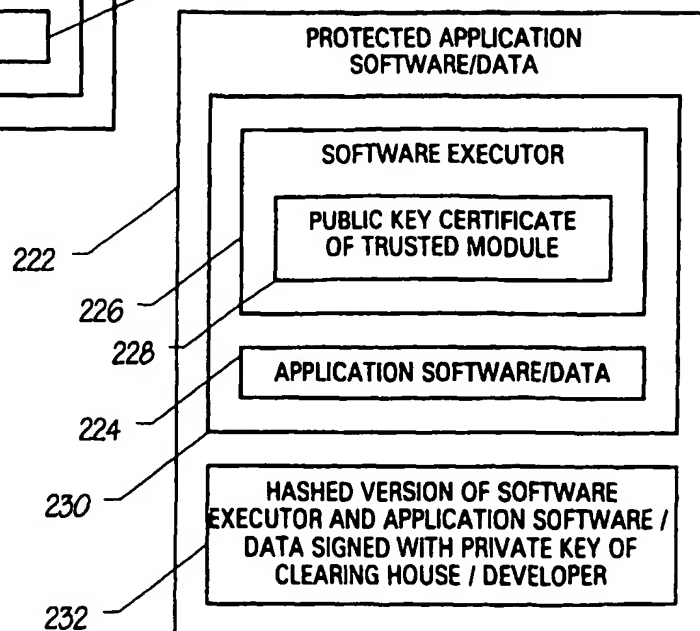 PROTECTED APPLICATION
SOFTWARE/DATA
SOFTWARE EXECUTOR
PUBLIC KEY CERTIFICATE
OF TRUSTED MODULE
222
226
228
APPLICATION SOFTWARE/DATA
224
230
HASHED VERSION OF SOFTWARE
EXECUTOR AND APPLICATION SOFTWARE /
DATA SIGNED WITH PRIVATE KEY OF
CLEARING HOUSE / DEVELOPER
232